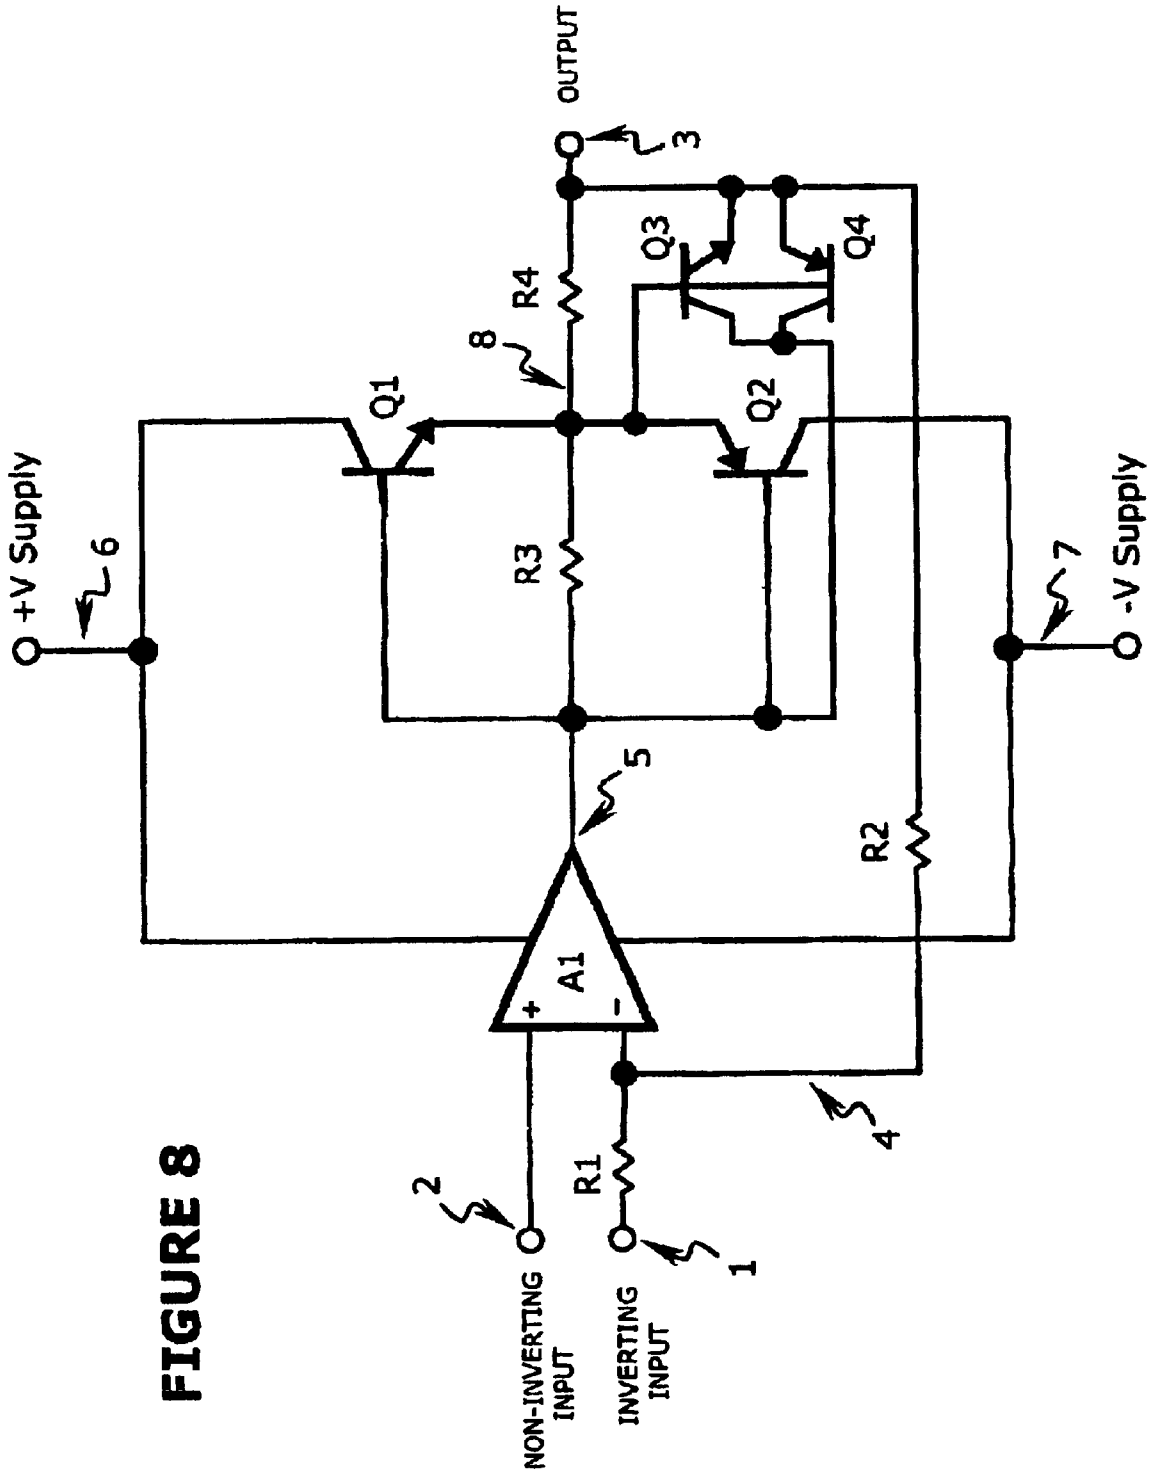 FIGURE 8
+V Supply
6
Q1
8
R3
R4
OUTPUT
3
Q3
Q4
Q2
NON-INVERTING
INPUT
2
+
A1
-
5
INVERTING
INPUT
R1
1
4
R2
7
-V Supply